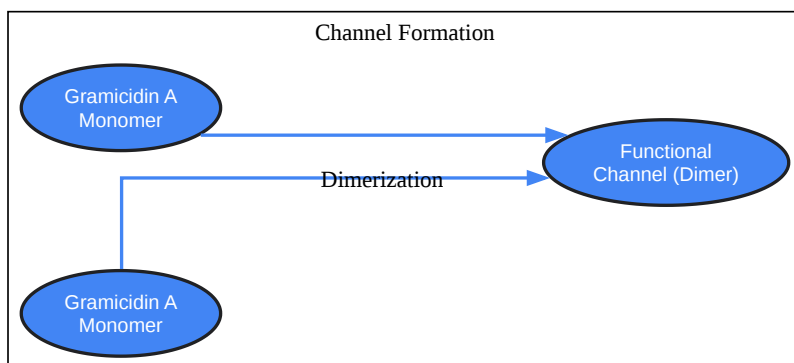 Channel Formation
Gramicidin A
Monomer
Functional
Channel (Dimer)
Dimerization
Gramicidin A
Monomer